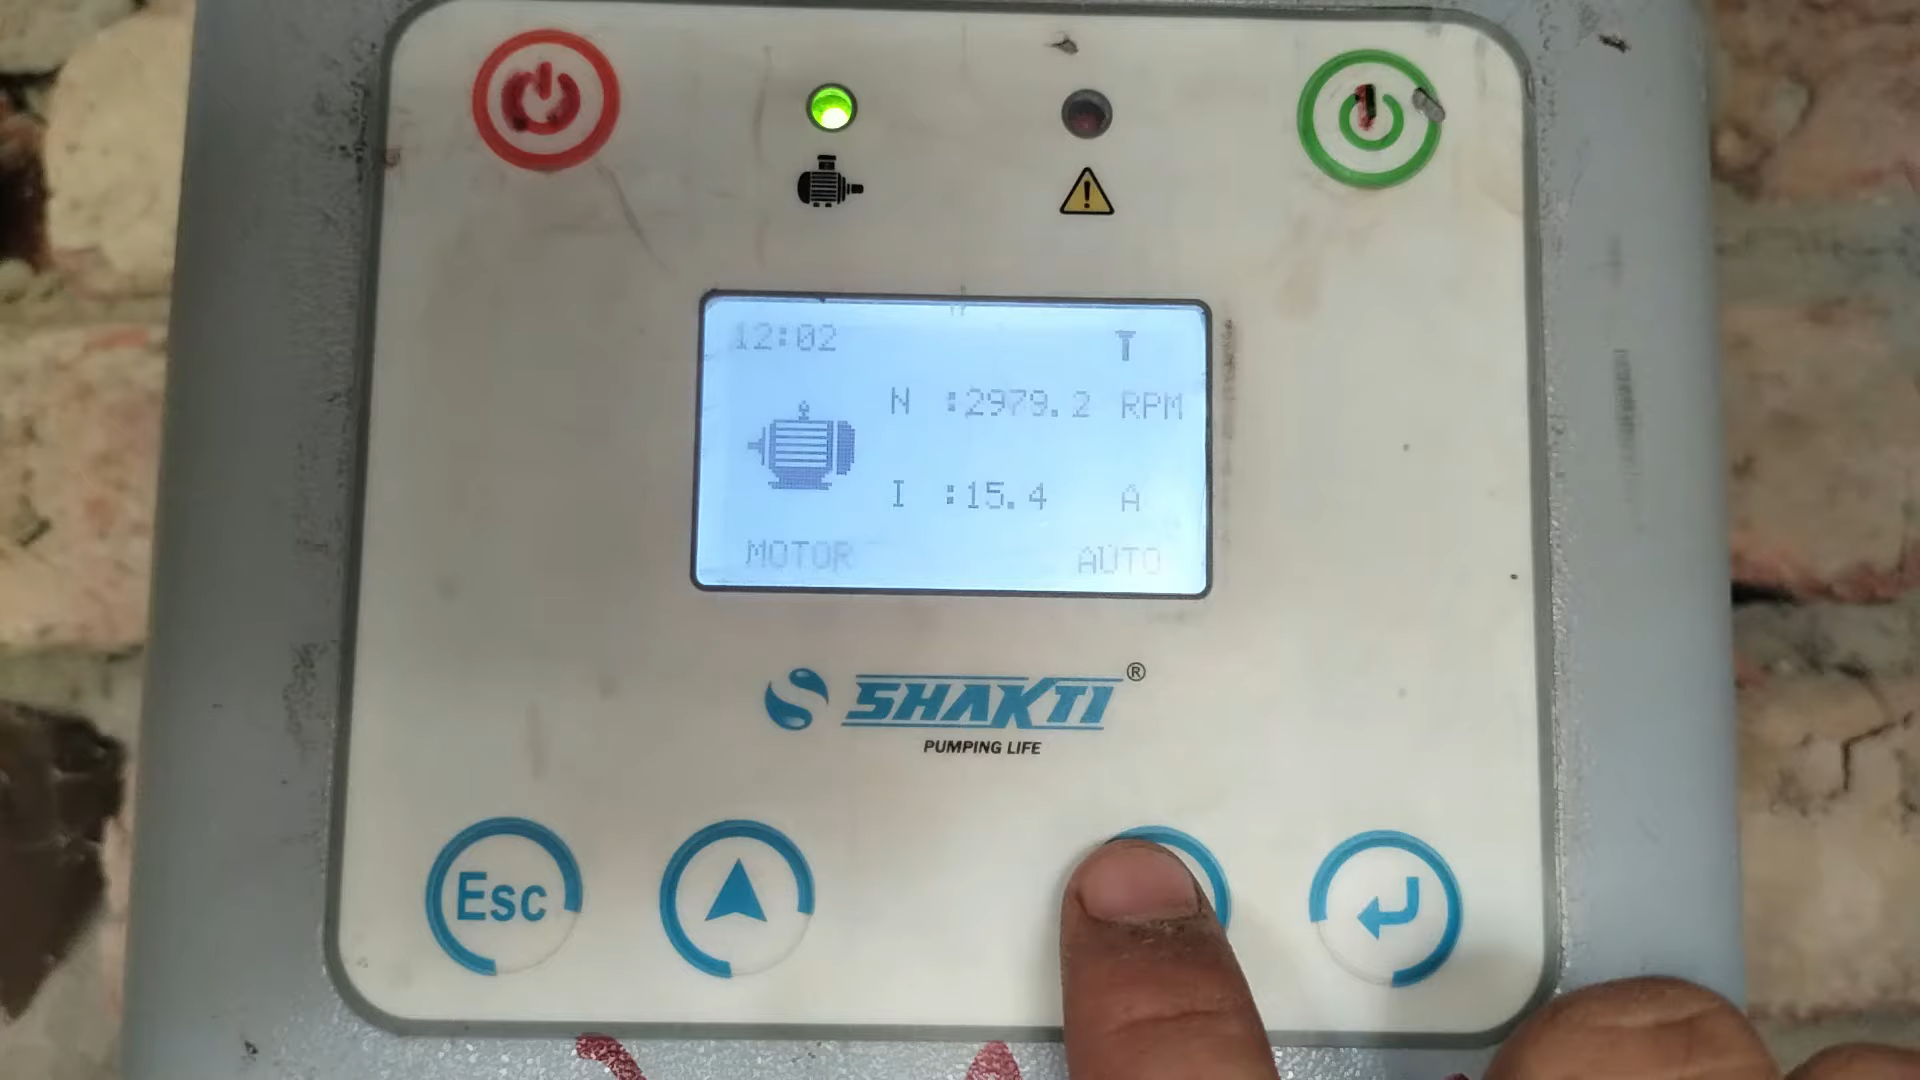 12:02
N :2979.2 RPM
I :15.4 A
MOTOR AUTO
SHAKTI®
PUMPING LIFE
Esc